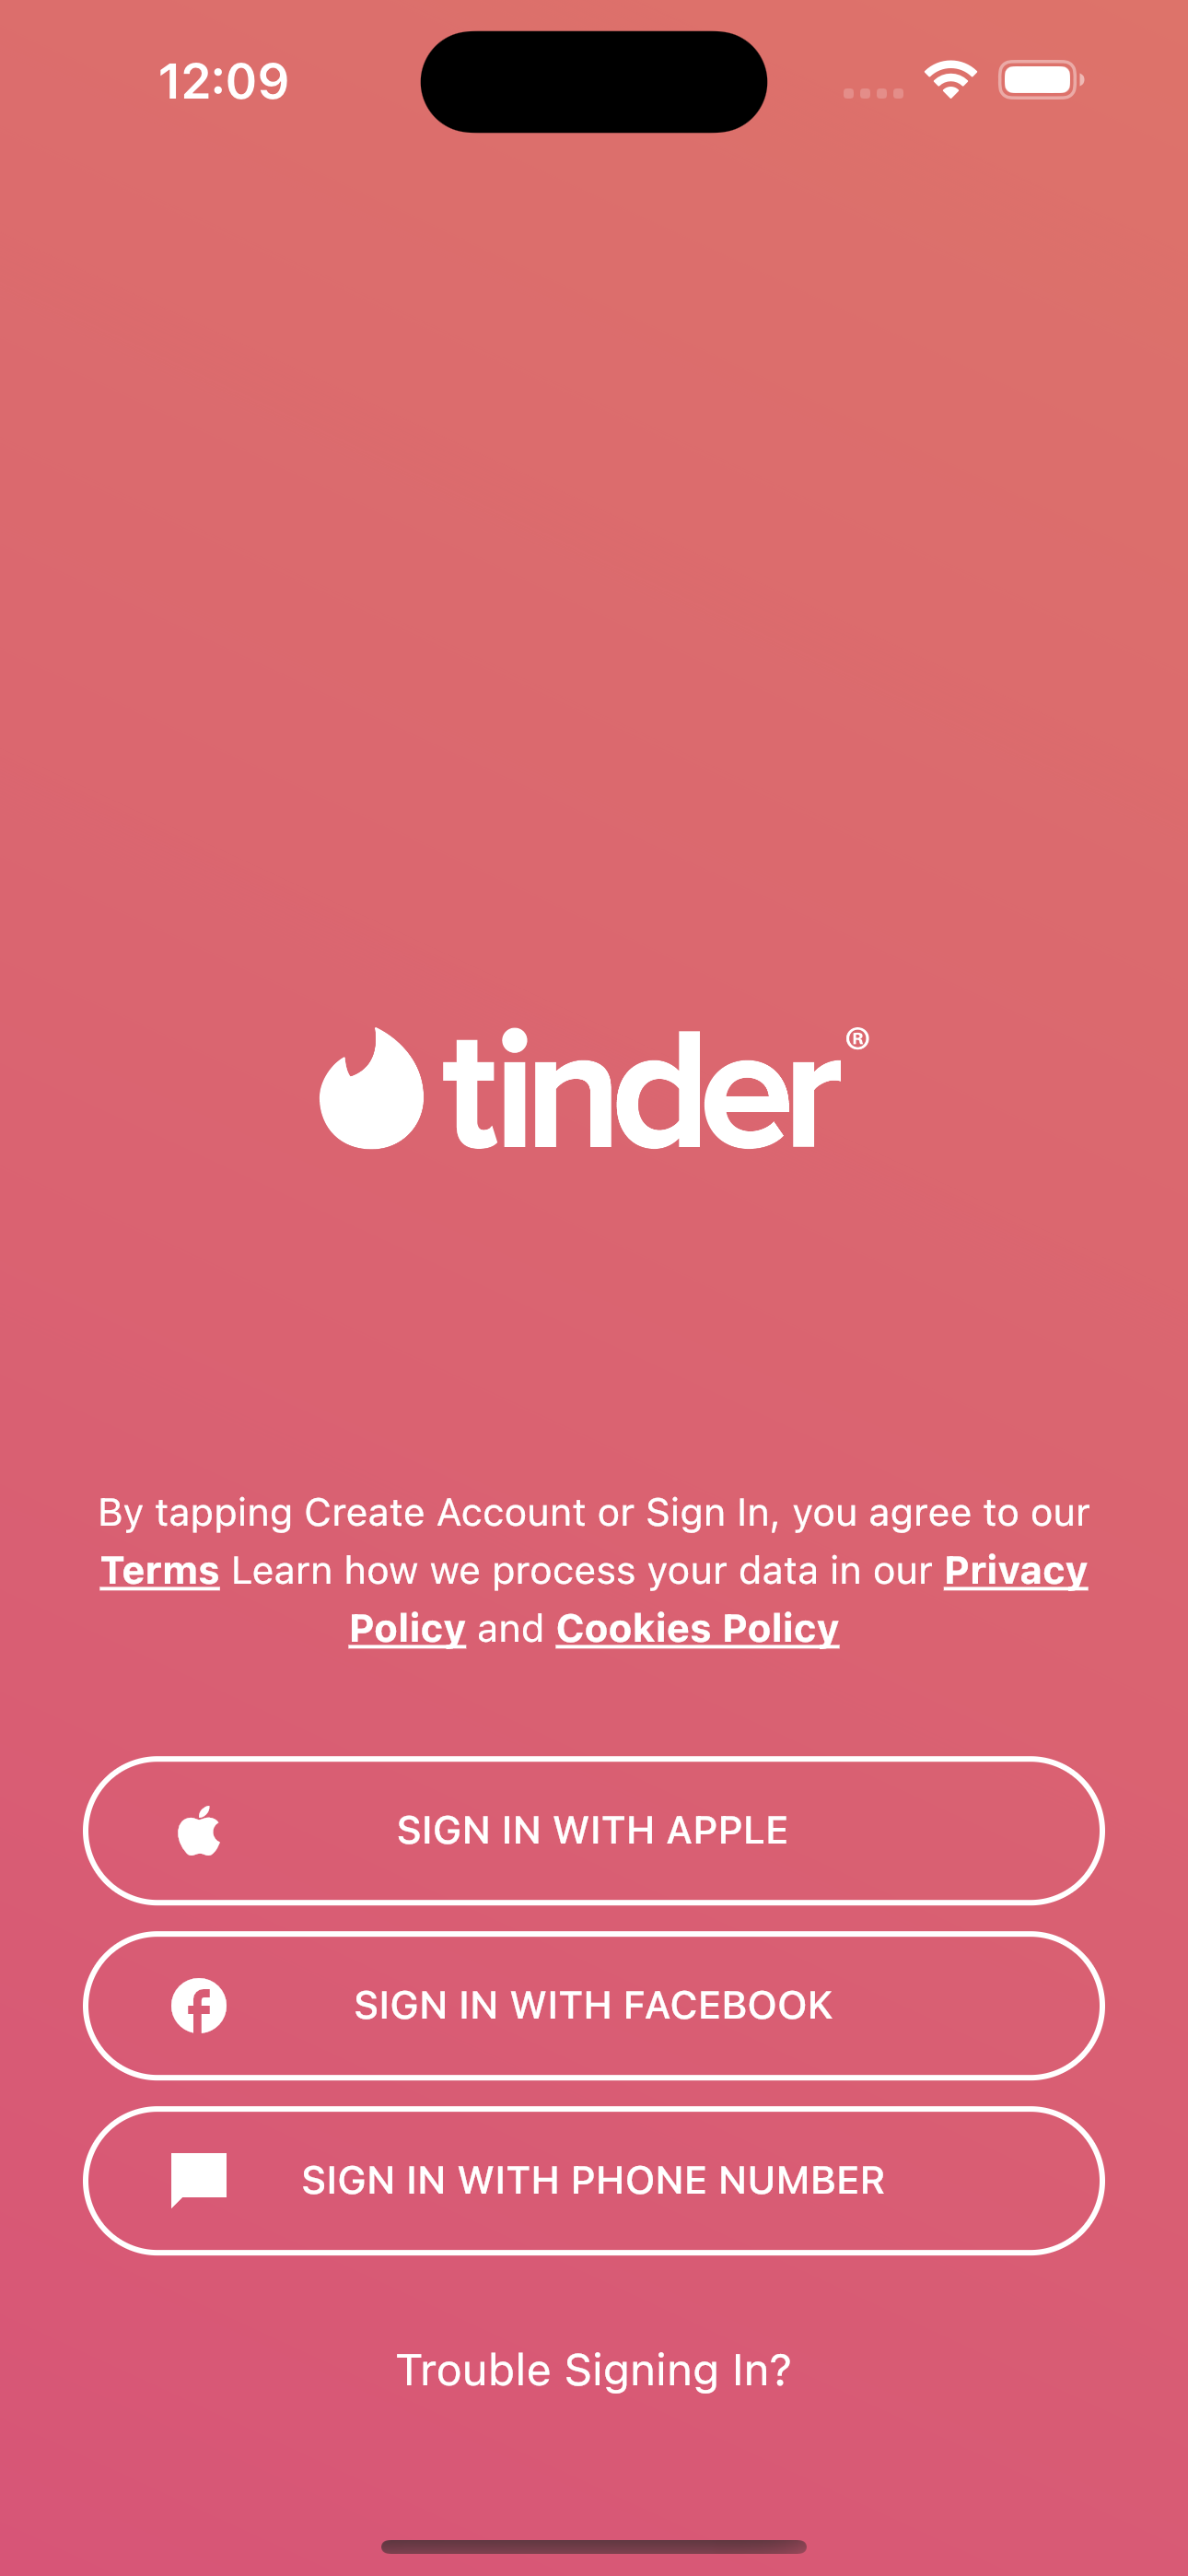 12:09
tinder®
By tapping Create Account or Sign In, you agree to our
Terms Learn how we process your data in our Privacy
Policy and Cookies Policy
SIGN IN WITH APPLE
SIGN IN WITH FACEBOOK
SIGN IN WITH PHONE NUMBER
Trouble Signing In?